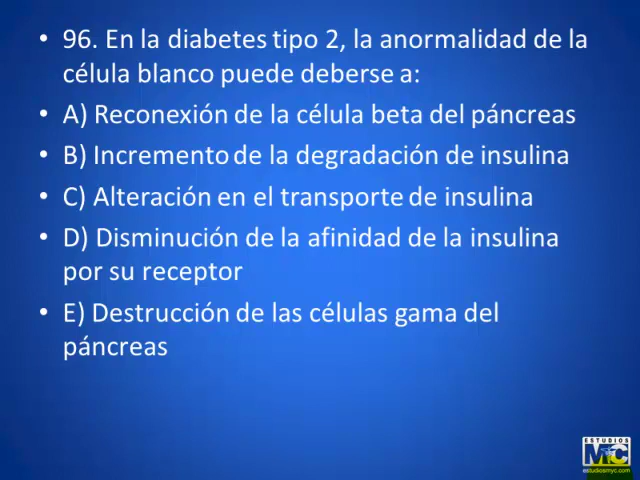 • 96. En la diabetes tipo 2, la anormalidad de la
célula blanco puede deberse a:
• A) Reconexión de la célula beta del páncreas
• B) Incremento de la degradación de insulina
• C) Alteración en el transporte de insulina
• D) Disminución de la afinidad de la insulina
por su receptor
• E) Destrucción de las células gama del
páncreas
ESTUDIOS
MyC
estudiosmyc.com